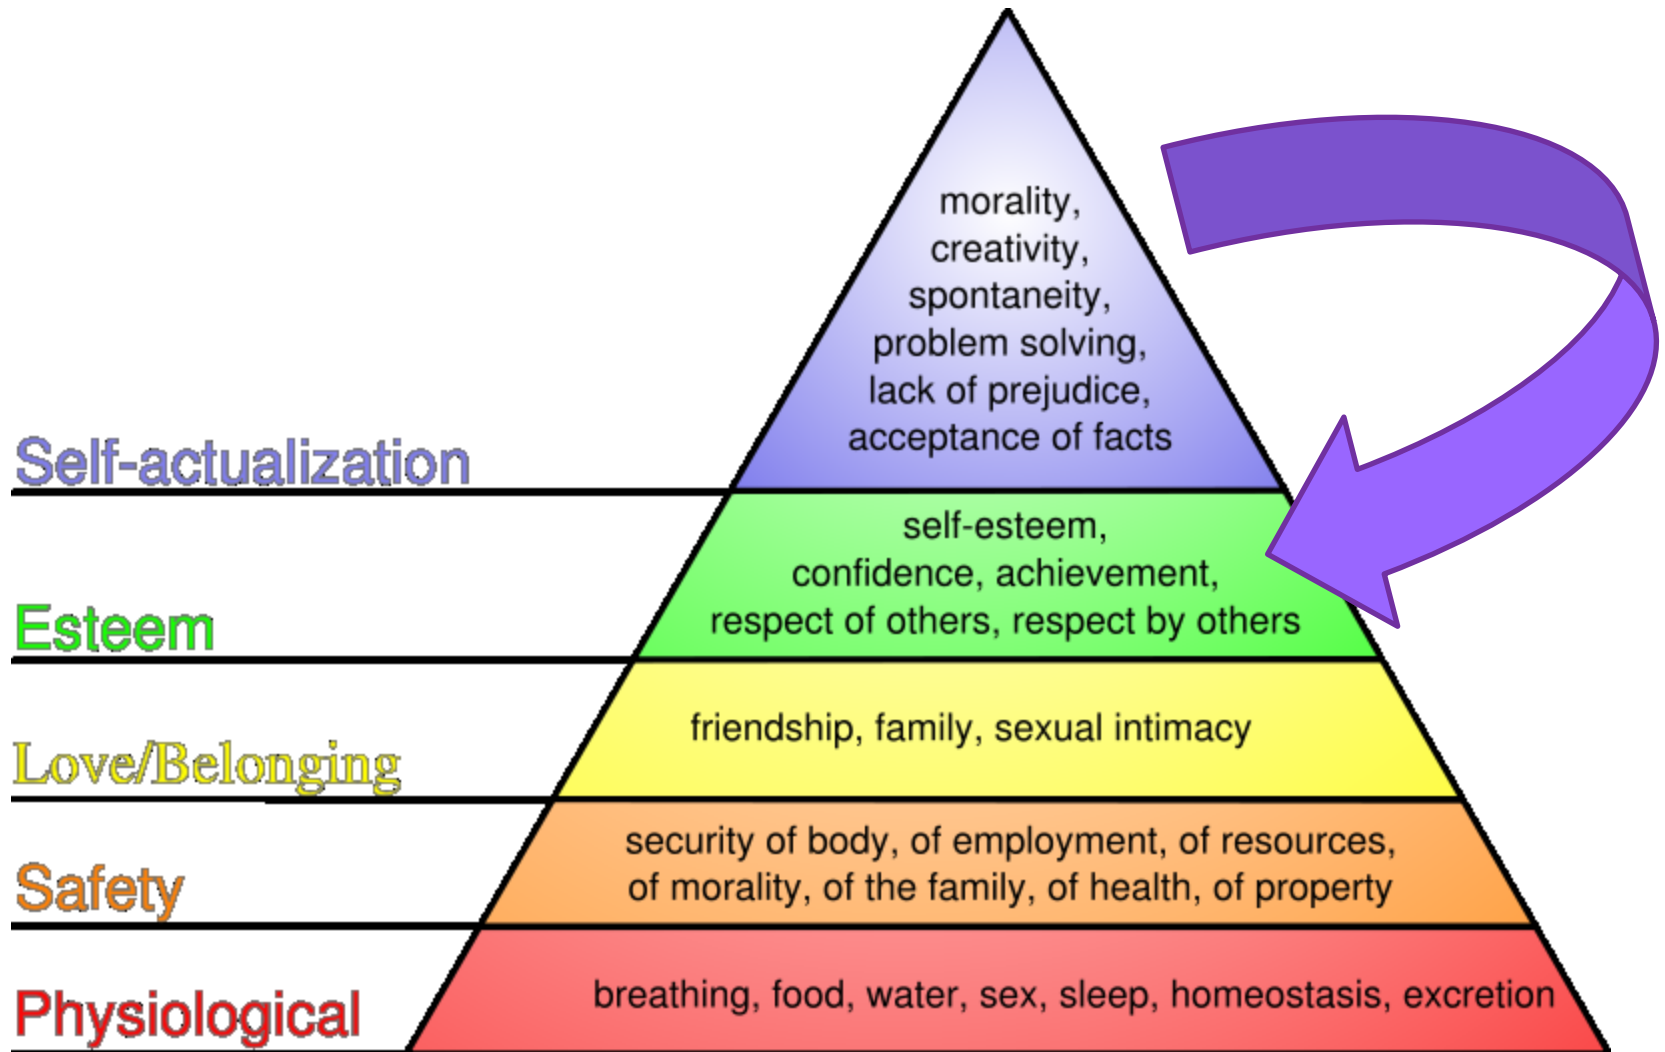 morality,
creativity,
spontaneity,
problem solving,
lack of prejudice,
acceptance of facts
Self-actualization
self-esteem,
confidence, achievement,
respect of others, respect by others
Esteem
friendship, family, sexual intimacy
Love/Belonging
security of body, of employment, of resources,
of morality, of the family, of health, of property
Safety
breathing, food, water, sex, sleep, homeostasis, excretion
Physiological